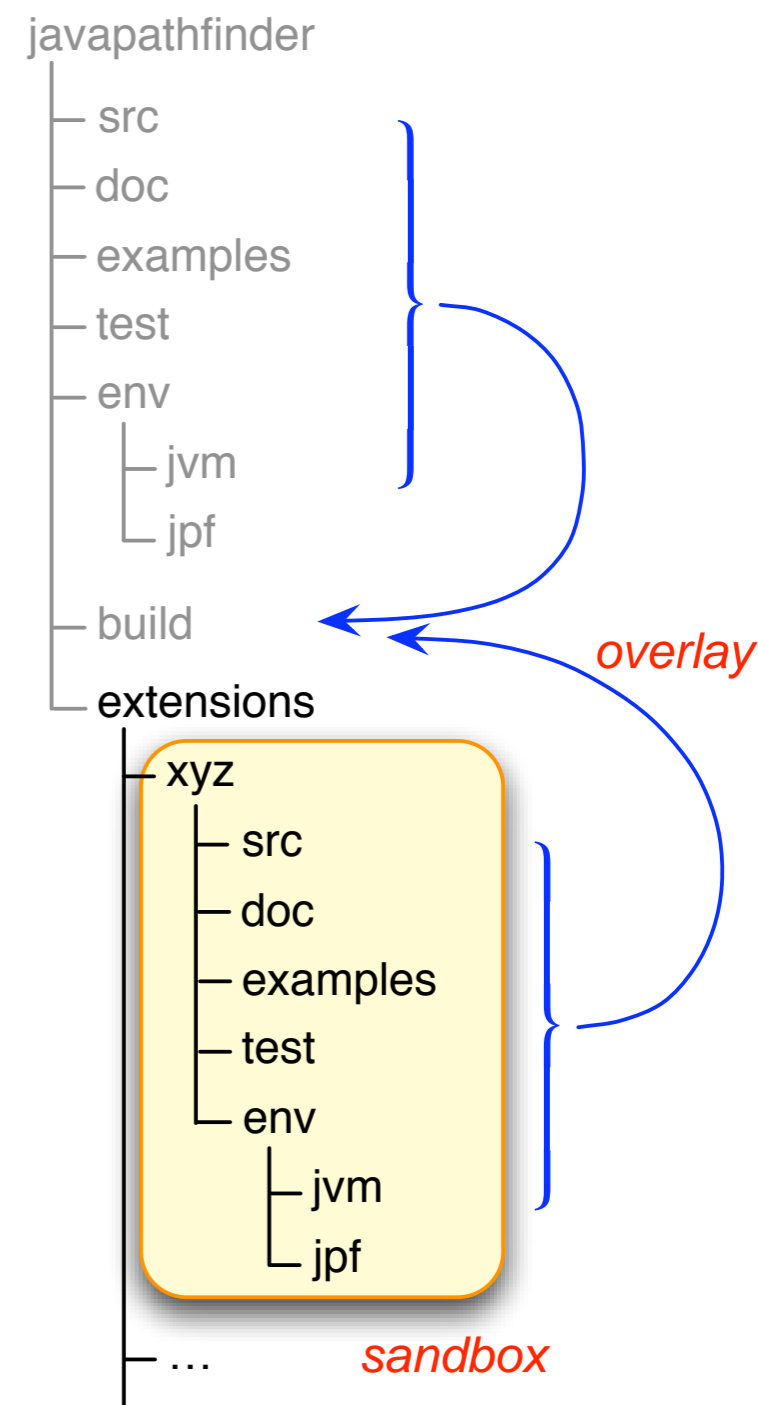 javapathfinder
src
doc
examples
test
env
jvm
jpf
build
overlay
extensions
xyz
src
doc
examples
test
env
jvm
jpf
... sandbox